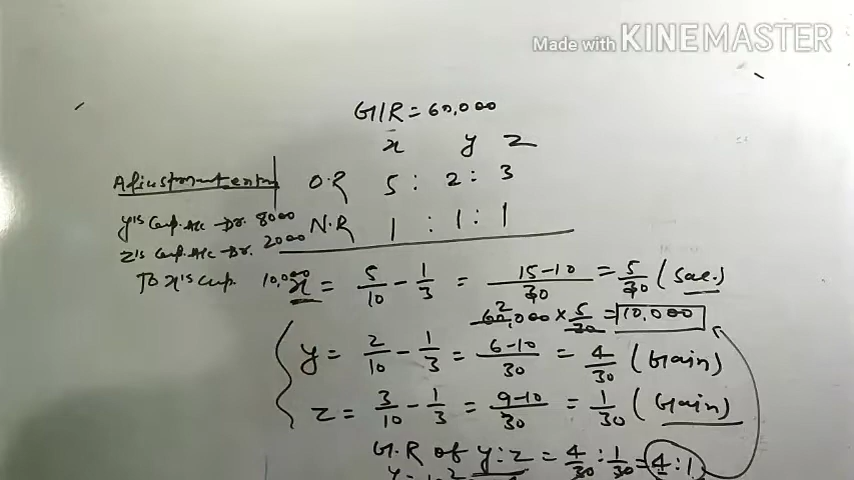 Made with KINEMASTER
G/R = 60,000
x y z
Adjustment entry O.R 5 : 2 : 3
y's Cap. A/c - Dr. 8000 N.R 1 : 1 : 1
z's Cap. A/c - Dr. 2000
To x's Cap. 10,000
x = 5/10 - 1/3 = 15-10/30 = 5/30 (Sac.)
60,000 × 5/30 = 10,000
2
y = 2/10 - 1/3 = 6-10/30 = 4/30 (Gain)
z = 3/10 - 1/3 = 9-10/30 = 1/30 (Gain)
G.R of y : z = 4/30 : 1/30 = 4 : 1